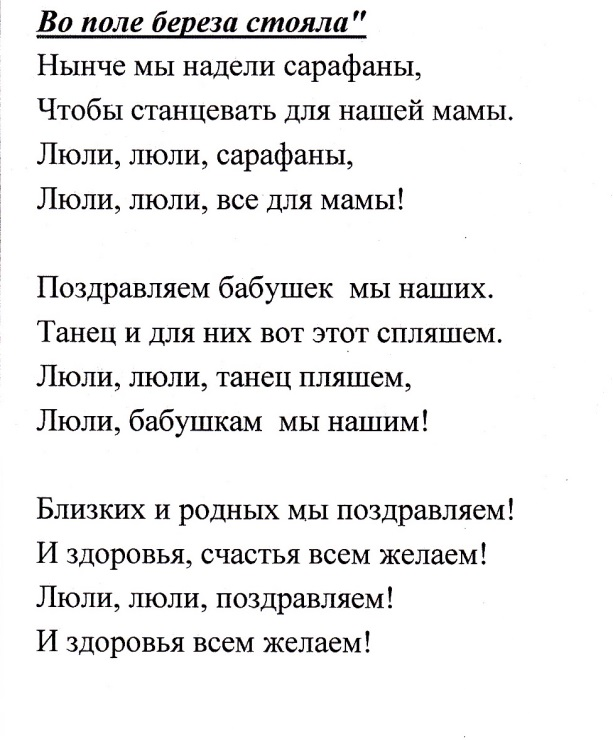 Во поле береза стояла"
Нынче мы надели сарафаны,
Чтобы станцевать для нашей мамы.
Люли, люли, сарафаны,
Люли, люли, все для мамы!
Поздравляем бабушек  мы наших.
Танец и для них вот этот спляшем.
Люли, люли, танец пляшем,
Люли, бабушкам  мы нашим!
Близких и родных мы поздравляем!
И здоровья, счастья всем желаем!
Люли, люли, поздравляем!
И здоровья всем желаем!